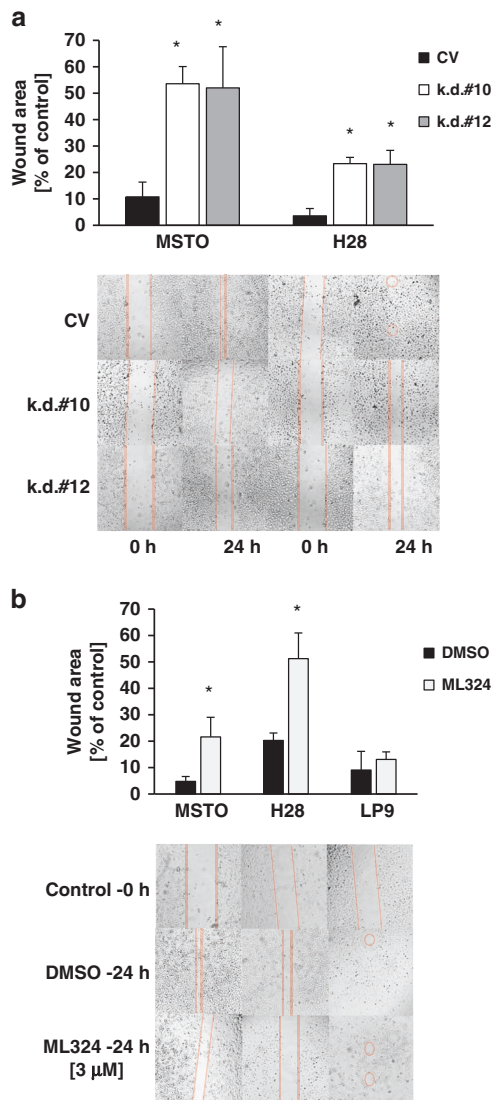 a
70
60
50
40
30
20
10
0
Wound area
[% of control]
*
*
*
*
CV
k.d.#10
k.d.#12
MSTO H28
CV
k.d.#10
k.d.#12
0 h 24 h 0 h 24 h
b
70
60
50
40
30
20
10
0
Wound area
[% of control]
*
*
DMSO
ML324
MSTO H28 LP9
Control -0 h
DMSO -24 h
ML324 -24 h
[3 μM]